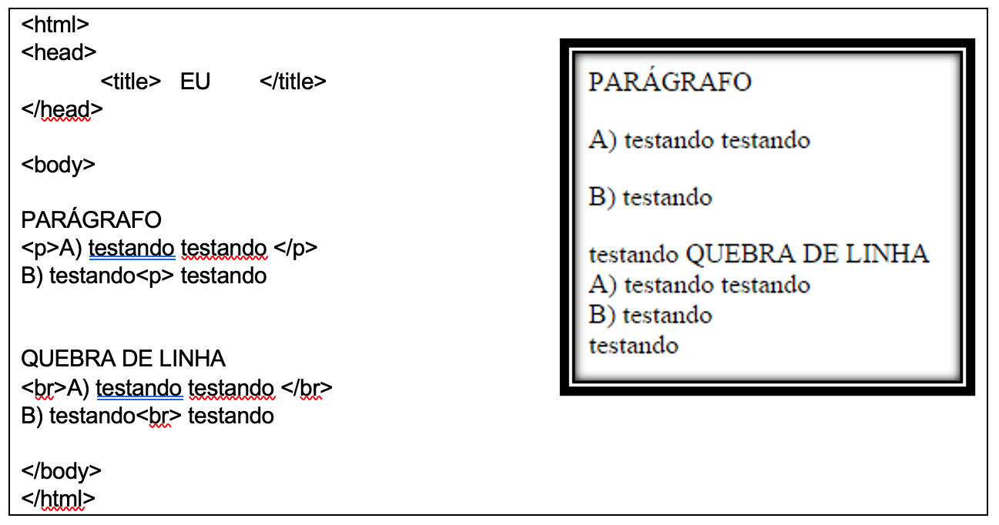 <html>
<head>
<title> EU </title>
</head>
<body>
PARÁGRAFO
<p>A) testando testando </p>
B) testando<p> testando
QUEBRA DE LINHA
<br>A) testando testando </br>
B) testando<br> testando
</body>
</html>
PARÁGRAFO
A) testando testando
B) testando
testando QUEBRA DE LINHA
A) testando testando
B) testando
testando